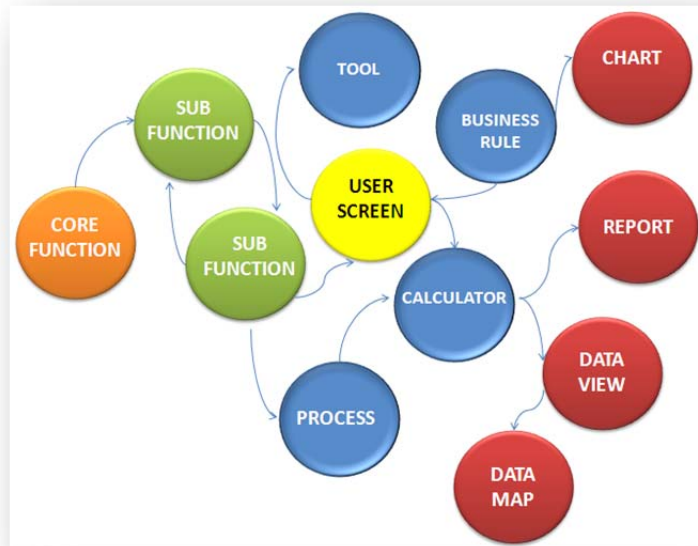 CHART
TOOL
SUB
FUNCTION
BUSINESS
RULE
USER
SCREEN
CORE
FUNCTION
SUB
FUNCTION
REPORT
CALCULATOR
DATA
VIEW
PROCESS
DATA
MAP